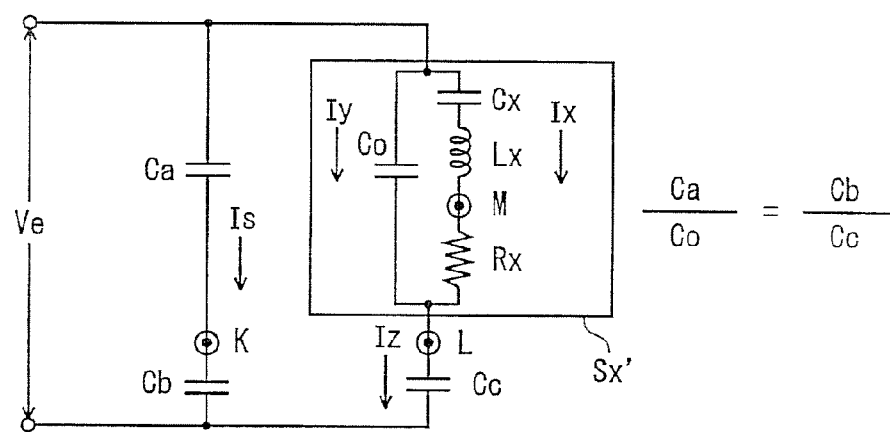 Ve
Ca
Is
K
Cb
Iy
Co
Cx
Lx
M
Rx
Ix
Iz
L
Cc
Sx'
Ca / Co = Cb / Cc